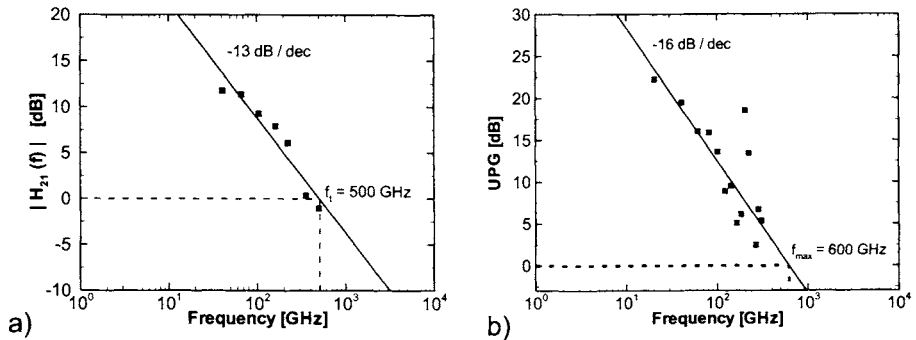 20
15
10
5
0
-5
-10
| H21 (f) | [dB]
-13 dB / dec
ft = 500 GHz
10^0
10^1
10^2
10^3
10^4
Frequency [GHz]
a)
30
25
20
15
10
5
0
UPG [dB]
-16 dB / dec
fmax = 600 GHz
10^0
10^1
10^2
10^3
10^4
Frequency [GHz]
b)